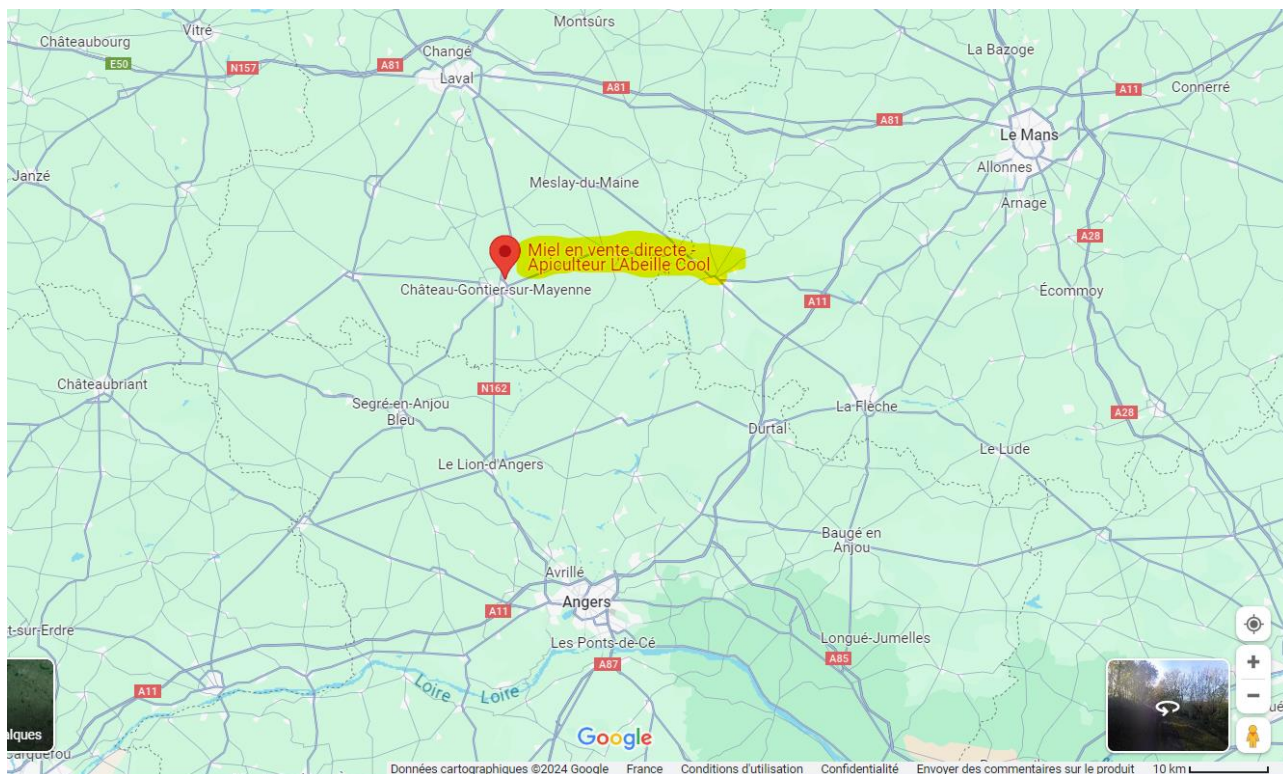 Montsûrs
Vitré
Châteaubourg
E50
N157
A81
Changé
Laval
A81
La Bazoge
A11
Connerré
A81
Le Mans
Allonnes
Arnage
Janzé
Meslay-du-Maine
A28
Miel en vente directe -
Apiculteur L'Abeille Cool
Château-Gontier-sur-Mayenne
A11
Écommoy
Châteaubriant
N162
Segré-en-Anjou
Bleu
La Flèche
A28
Durtal
Le Lion-d'Angers
Le Lude
Baugé en
Anjou
Avrillé
Angers
A11
t-sur-Erdre
Les Ponts-de-Cé
Longué-Jumelles
A87
A85
A11
Loire
Loire
Google
Données cartographiques ©2024 Google France Conditions d'utilisation Confidentialité Envoyer des commentaires sur le produit 10 km